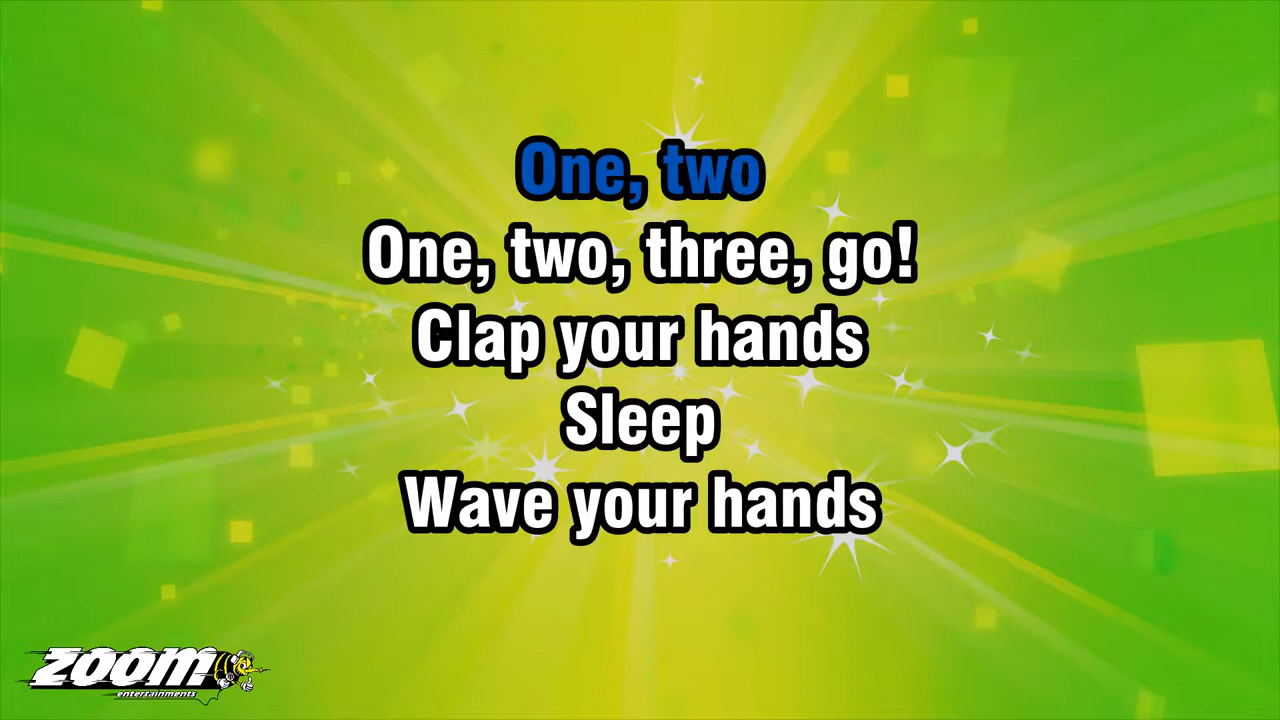 One, two
One, two, three, go!
Clap your hands
Sleep
Wave your hands
zoom
entertainments